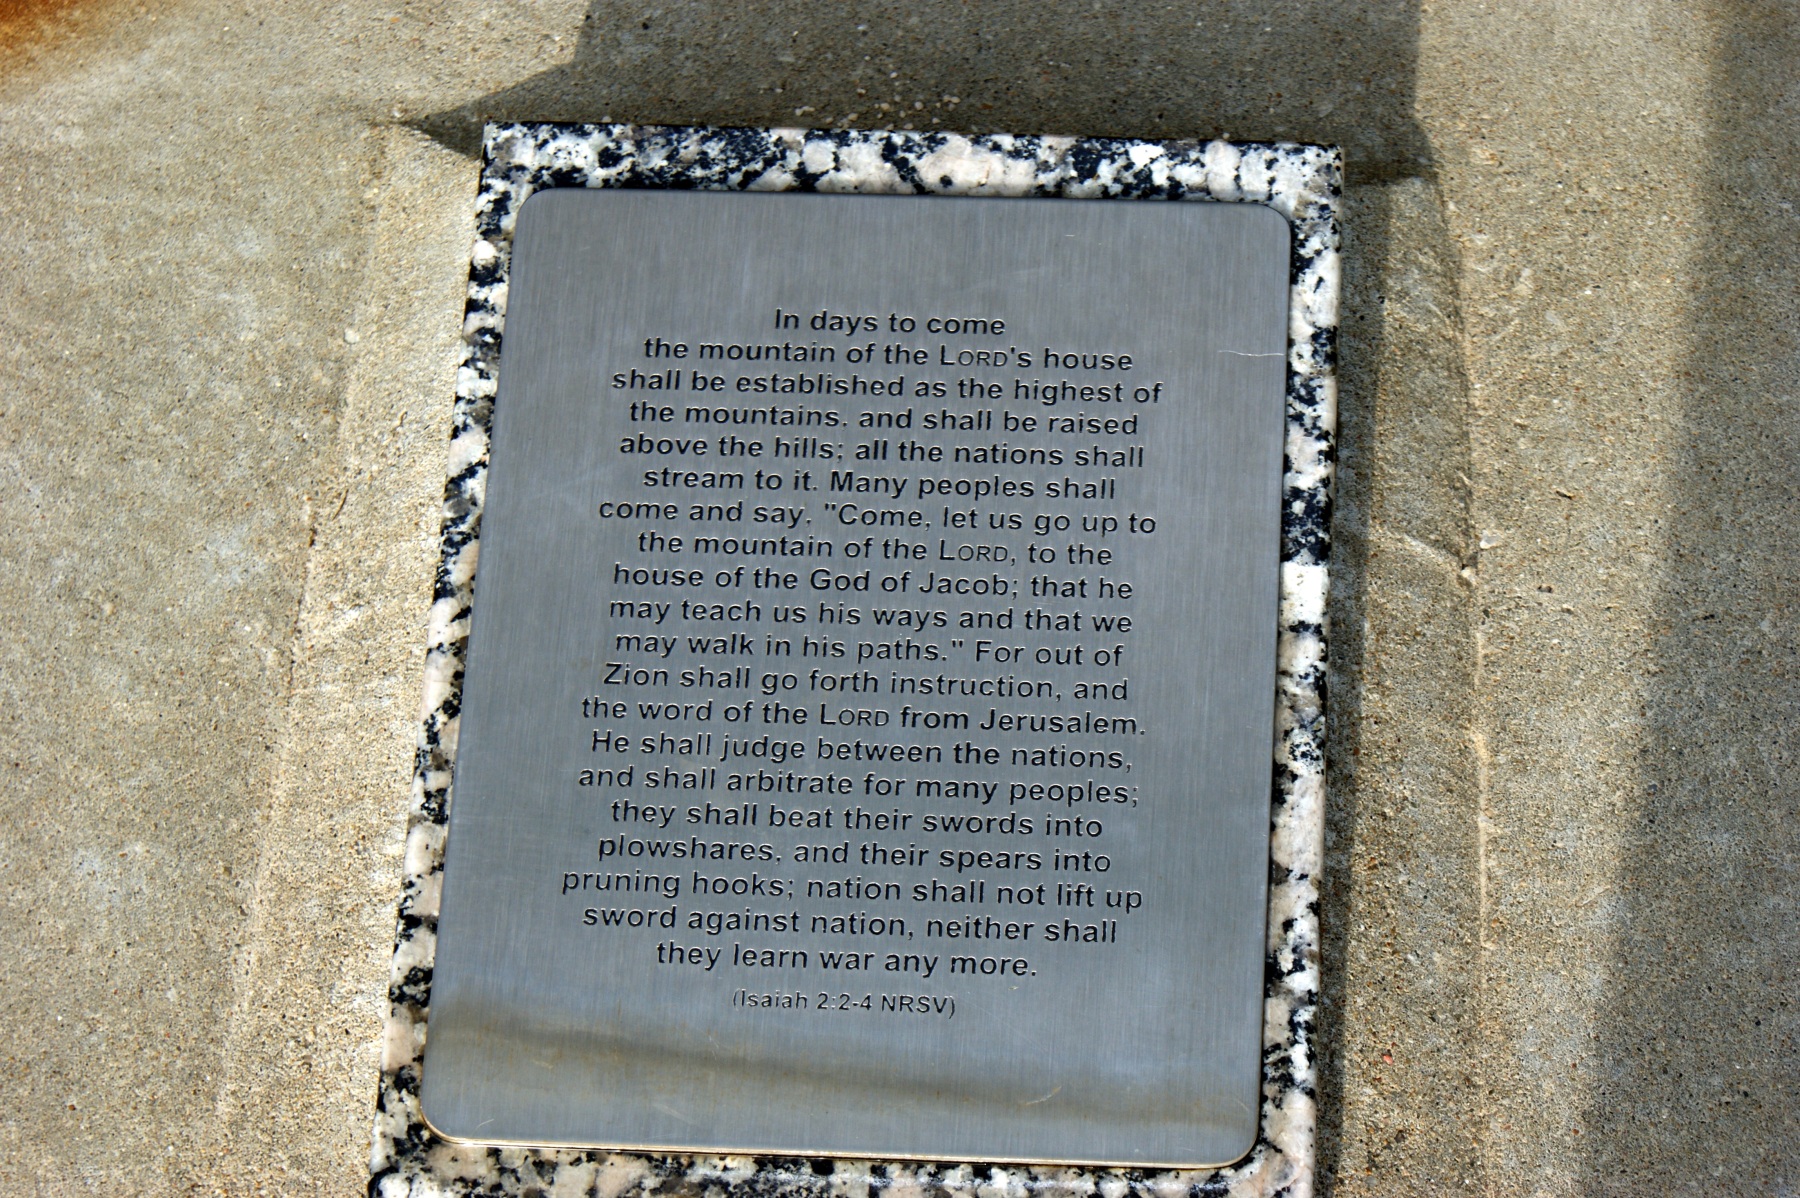 In days to come
the mountain of the LORD's house
shall be established as the highest of
the mountains. and shall be raised
above the hills; all the nations shall
stream to it. Many peoples shall
come and say, "Come, let us go up to
the mountain of the LORD, to the
house of the God of Jacob; that he
may teach us his ways and that we
may walk in his paths." For out of
Zion shall go forth instruction, and
the word of the LORD from Jerusalem.
He shall judge between the nations,
and shall arbitrate for many peoples;
they shall beat their swords into
plowshares, and their spears into
pruning hooks; nation shall not lift up
sword against nation, neither shall
they learn war any more.
(Isaiah 2:2-4 NRSV)